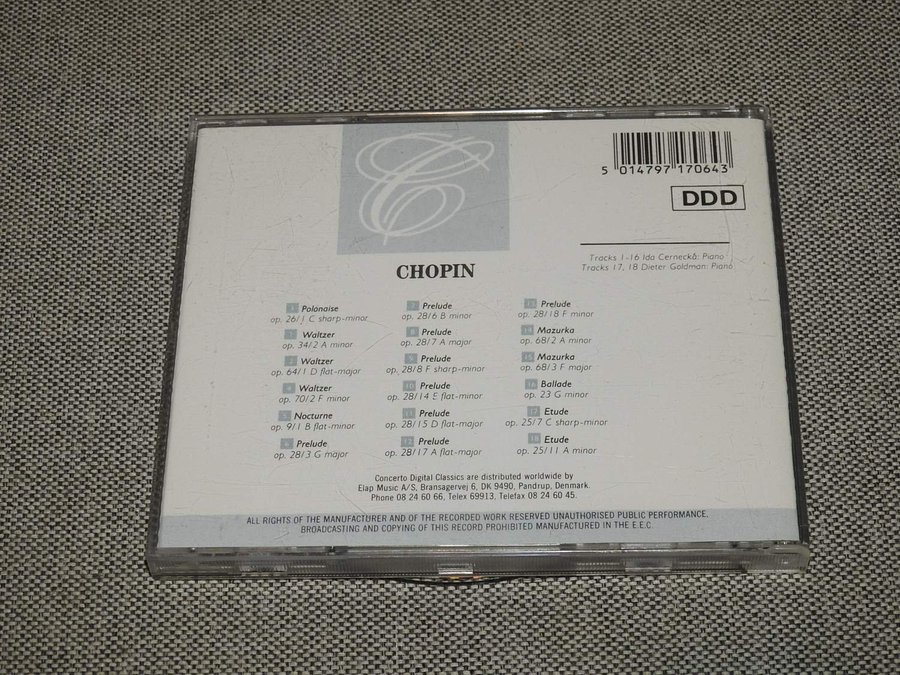 5 014797 170643
DDD
Tracks 1-16 Ida Cernecká: Piano
Tracks 17, 18 Dieter Goldman: Piano
C
CHOPIN
1 Polonaise
op. 26/1 C sharp-minor
Waltzer
op. 34/2 A minor
Waltzer
op. 64/1 D flat-major
4 Waltzer
op. 70/2 F minor
5 Nocturne
op. 9/1 B flat-minor
6 Prelude
op. 28/3 G major
7 Prelude
op. 28/6 B minor
8 Prelude
op. 28/7 A major
9 Prelude
op. 28/8 F sharp-minor
10 Prelude
op. 28/14 E flat-minor
11 Prelude
op. 28/15 D flat-major
12 Prelude
op. 28/17 A flat-major
13 Prelude
op. 28/18 F minor
14 Mazurka
op. 68/2 A minor
15 Mazurka
op. 68/3 F major
16 Ballade
op. 23 G minor
17 Etude
op. 25/7 C sharp-minor
18 Etude
op. 25/11 A minor
Concerto Digital Classics are distributed worldwide by
Elap Music A/S, Bransagervej 6, DK 9490, Pandrup, Denmark.
Phone 08 24 60 66, Telex 69913, Telefax 08 24 60 45.
ALL RIGHTS OF THE MANUFACTURER AND OF THE RECORDED WORK RESERVED UNAUTHORISED PUBLIC PERFORMANCE,
BROADCASTING AND COPYING OF THIS RECORD PROHIBITED MANUFACTURED IN THE E.E.C.